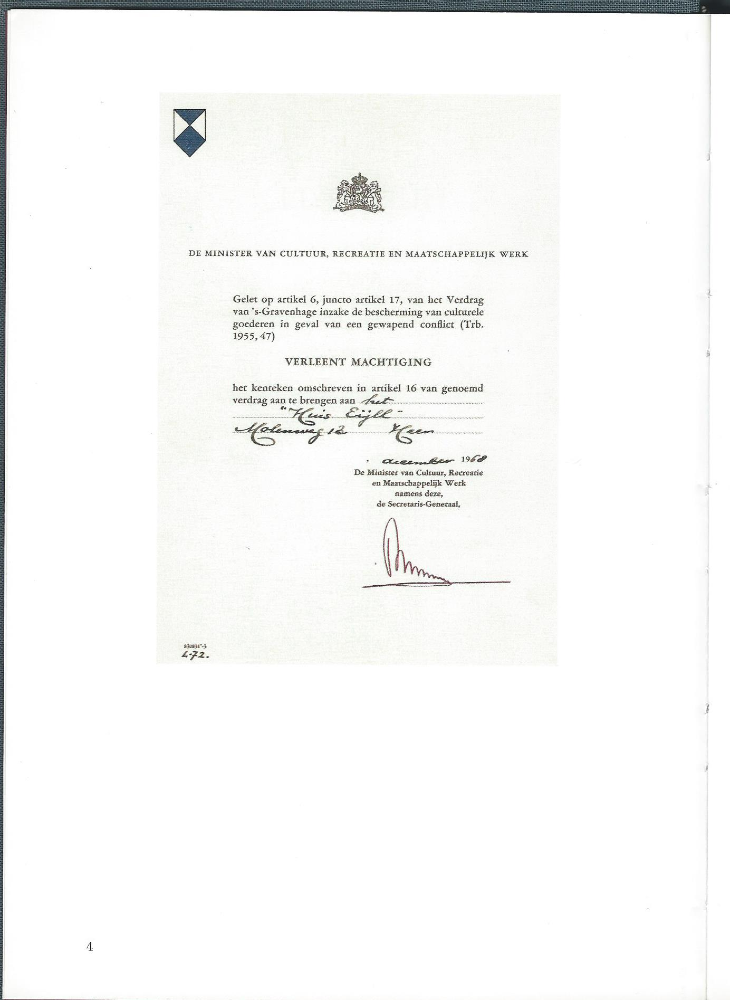 DE MINISTER VAN CULTUUR, RECREATIE EN MAATSCHAPPELIJK WERK
Gelet op artikel 6, juncto artikel 17, van het Verdrag
van 's-Gravenhage inzake de bescherming van culturele
goederen in geval van een gewapend conflict (Trb.
1955, 47)
VERLEENT MACHTIGING
het kenteken omschreven in artikel 16 van genoemd
verdrag aan te brengen aan het
"Huis Eijll"
Molenweg 12 Heen
, december 1968
De Minister van Cultuur, Recreatie
en Maatschappelijk Werk
namens deze,
de Secretaris-Generaal,
832831*-3
L-72.
4